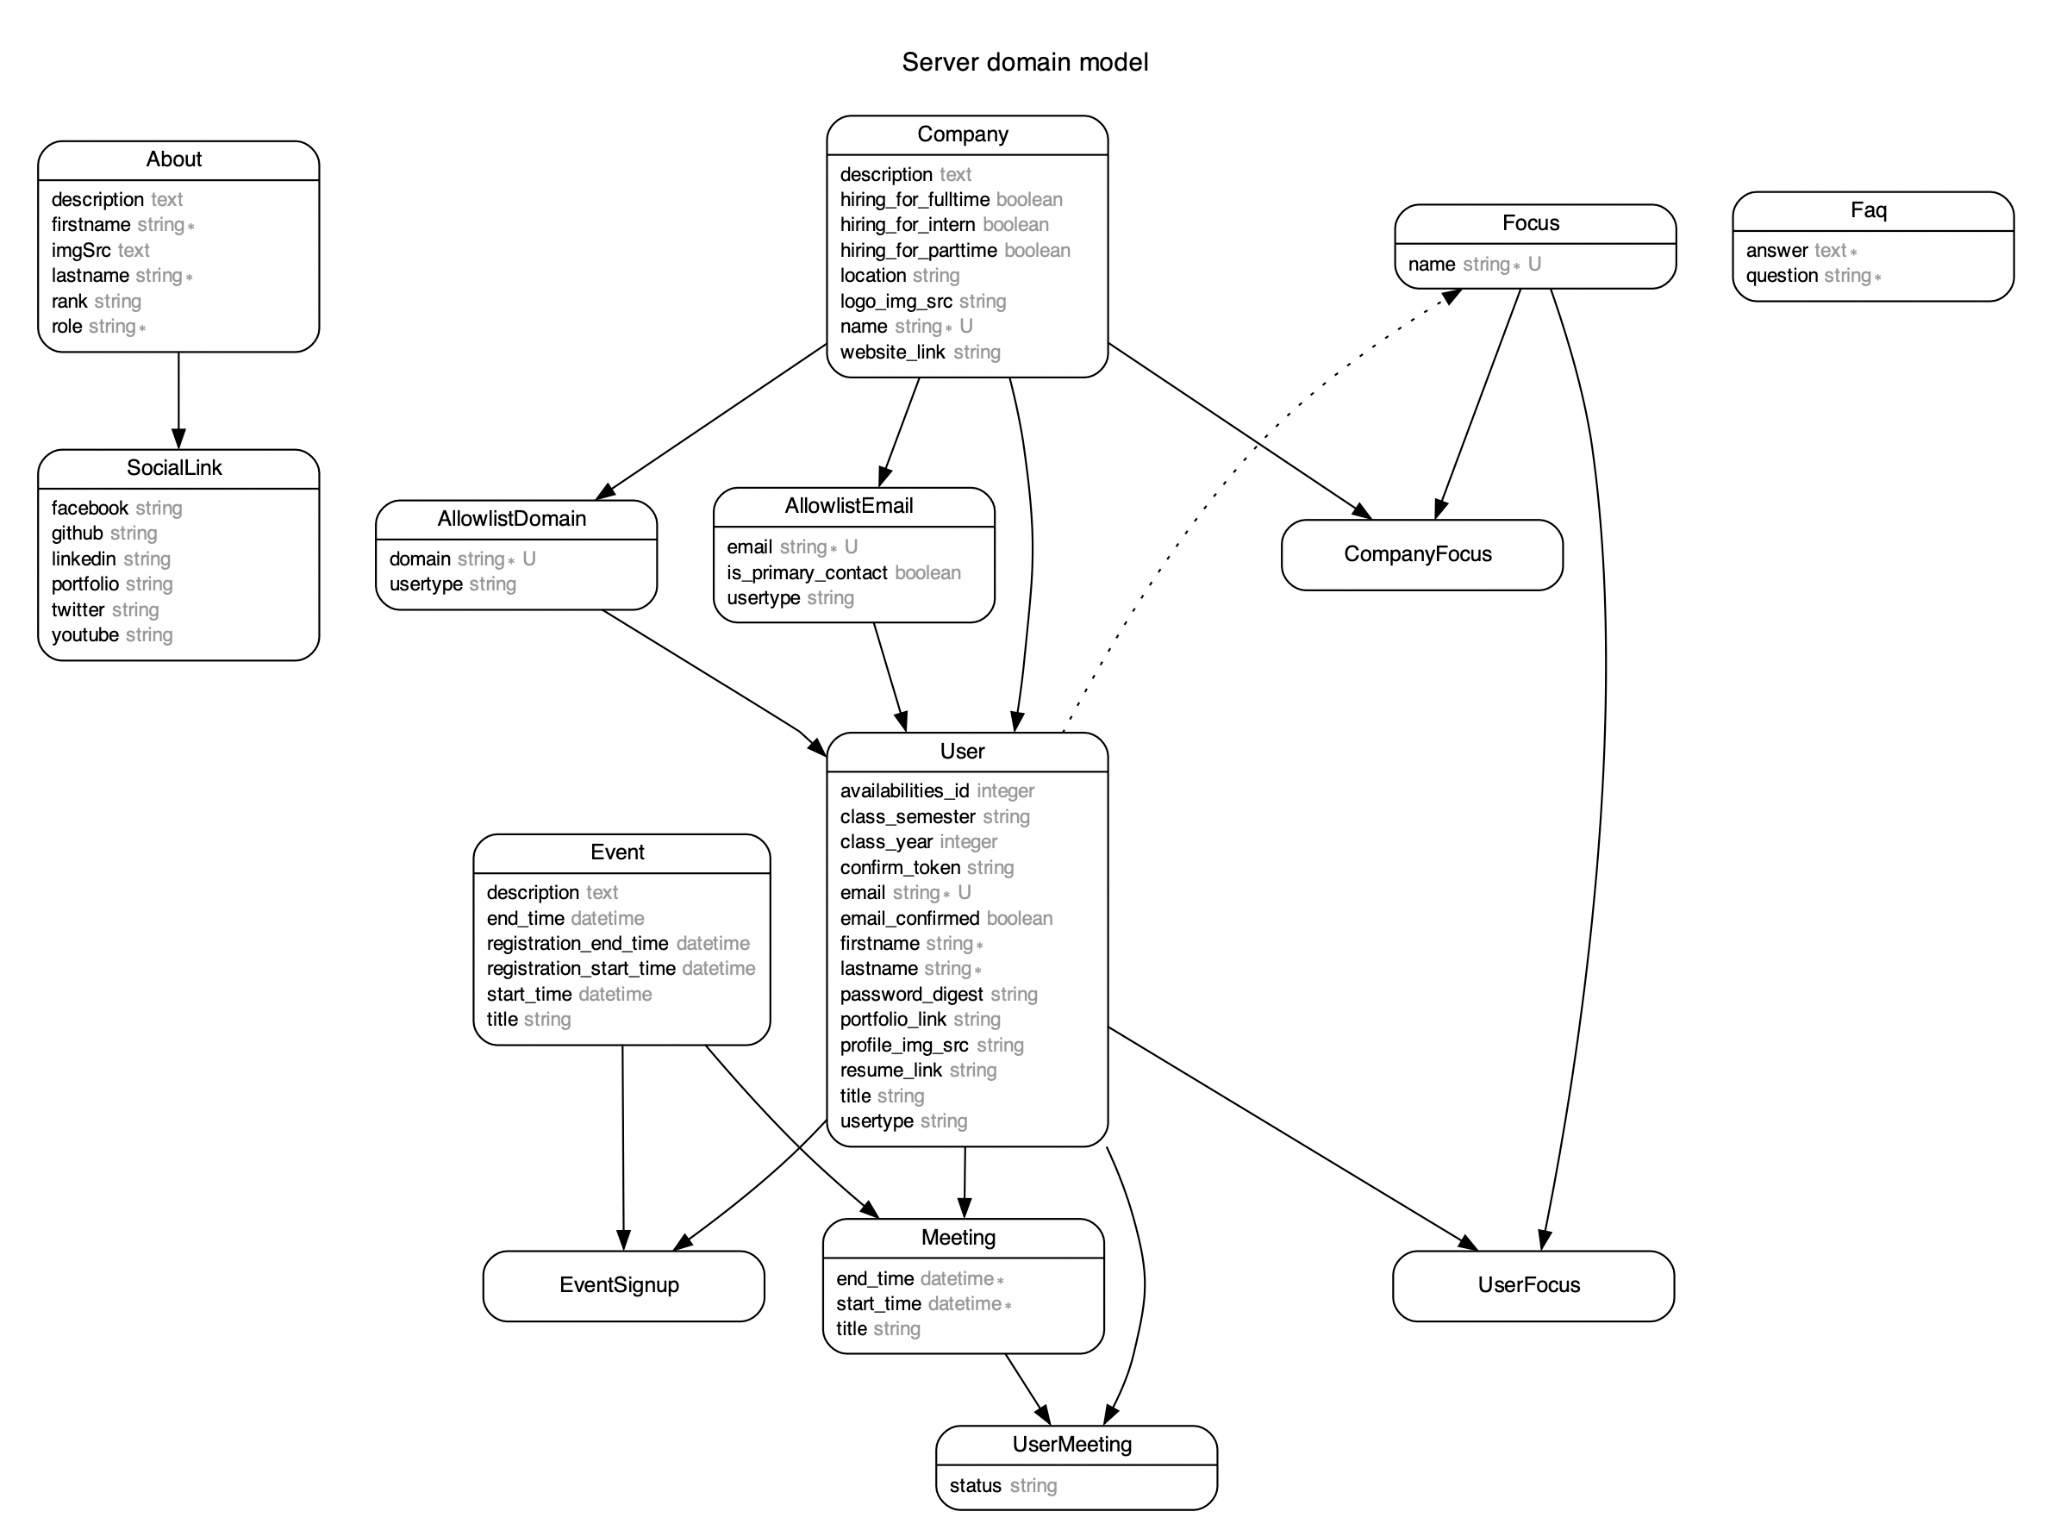 Server domain model
About
description text
firstname string*
imgSrc text
lastname string*
rank string
role string*
SocialLink
facebook string
github string
linkedin string
portfolio string
twitter string
youtube string
Company
description text
hiring_for_fulltime boolean
hiring_for_intern boolean
hiring_for_parttime boolean
location string
logo_img_src string
name string* U
website_link string
Focus
name string* U
Faq
answer text*
question string*
AllowlistDomain
domain string* U
usertype string
AllowlistEmail
email string* U
is_primary_contact boolean
usertype string
CompanyFocus
User
availabilities_id integer
class_semester string
class_year integer
confirm_token string
email string* U
email_confirmed boolean
firstname string*
lastname string*
password_digest string
portfolio_link string
profile_img_src string
resume_link string
title string
usertype string
Event
description text
end_time datetime
registration_end_time datetime
registration_start_time datetime
start_time datetime
title string
EventSignup
Meeting
end_time datetime*
start_time datetime*
title string
UserFocus
UserMeeting
status string